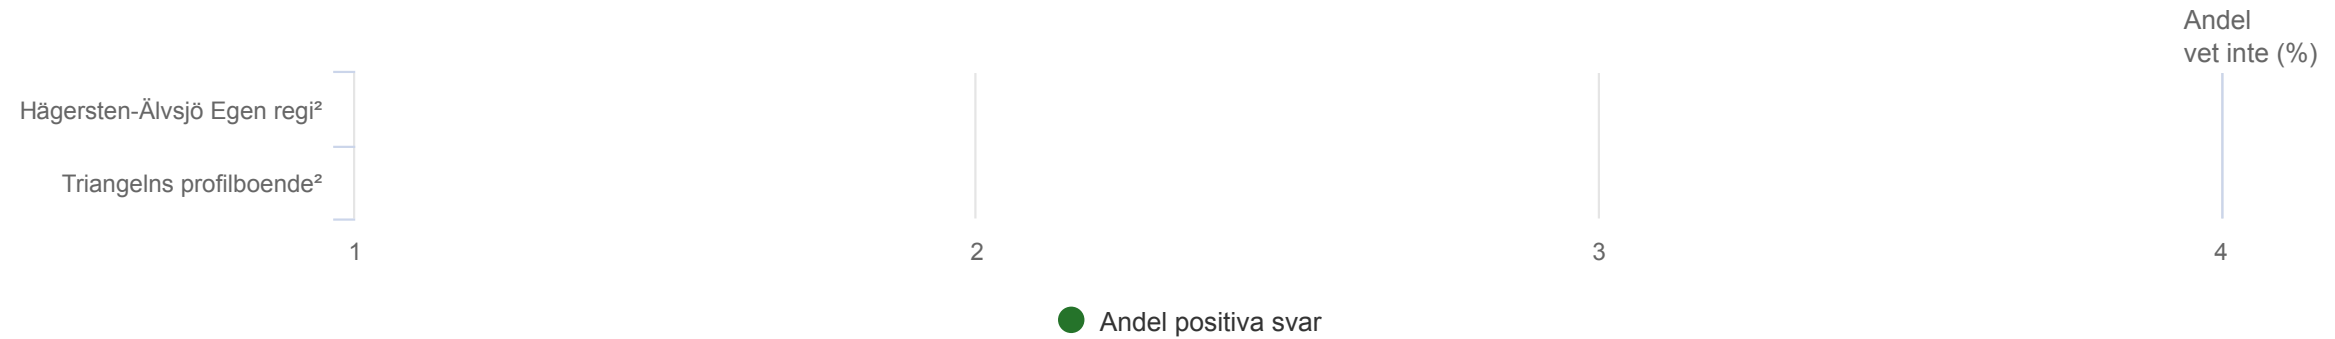 Andel
vet inte (%)
Hägersten-Älvsjö Egen regi²
Triangelns profilboende²
1 2 3 4
Andel positiva svar